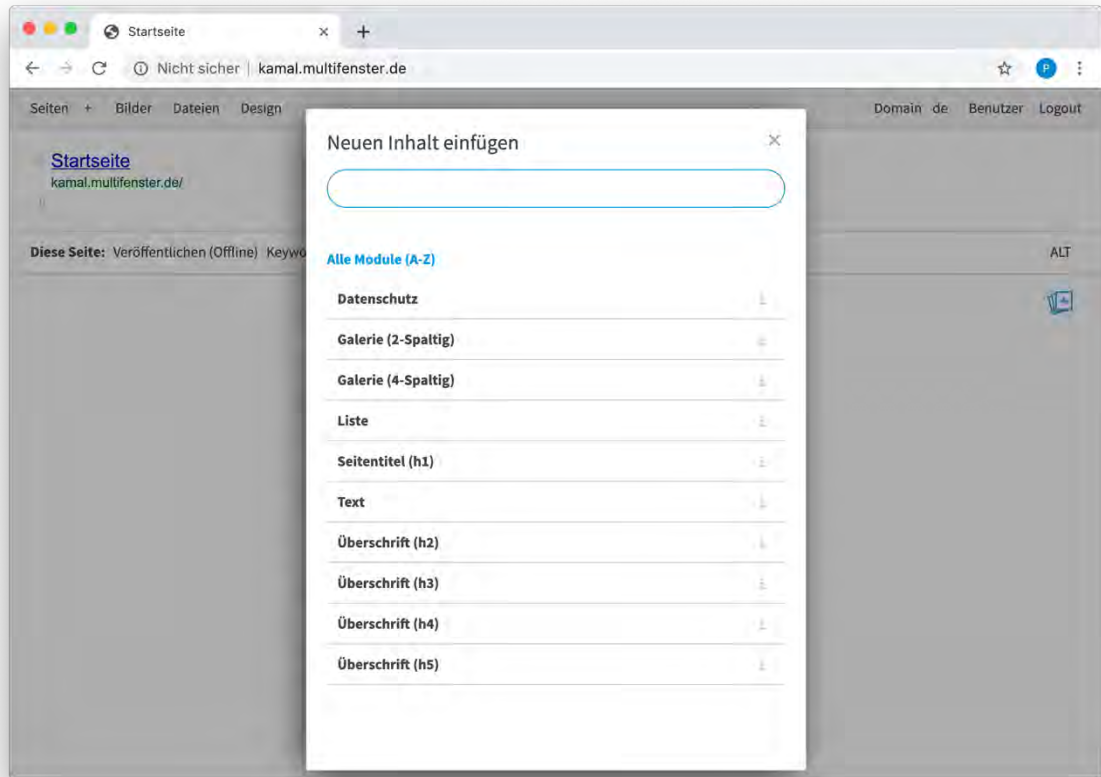 Startseite
Nicht sicher | kamal.multifenster.de
P
Seiten + Bilder Dateien Design Domain de Benutzer Logout
Startseite
kamal.multifenster.de/
Diese Seite: Veröffentlichen (Offline) Keywo
ALT
Neuen Inhalt einfügen
Alle Module (A-Z)
Datenschutz
Galerie (2-Spaltig)
Galerie (4-Spaltig)
Liste
Seitentitel (h1)
Text
Überschrift (h2)
Überschrift (h3)
Überschrift (h4)
Überschrift (h5)